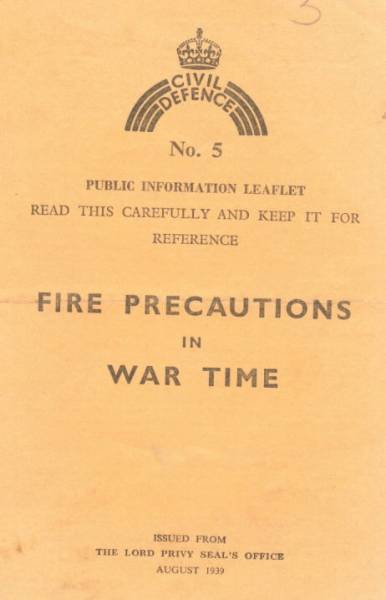 3
CIVIL
DEFENCE
No. 5
PUBLIC INFORMATION LEAFLET
READ THIS CAREFULLY AND KEEP IT FOR
REFERENCE
FIRE PRECAUTIONS
IN
WAR TIME
ISSUED FROM
THE LORD PRIVY SEAL'S OFFICE
AUGUST 1939